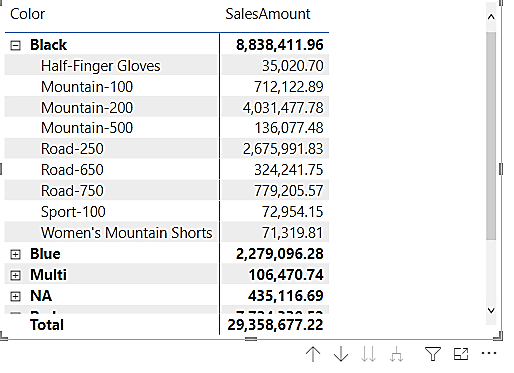 Color SalesAmount
Black 8,838,411.96
Half-Finger Gloves 35,020.70
Mountain-100 712,122.89
Mountain-200 4,031,477.78
Mountain-500 136,077.48
Road-250 2,675,991.83
Road-650 324,241.75
Road-750 779,205.57
Sport-100 72,954.15
Women's Mountain Shorts 71,319.81
Blue 2,279,096.28
Multi 106,470.74
NA 435,116.69
Total 29,358,677.22